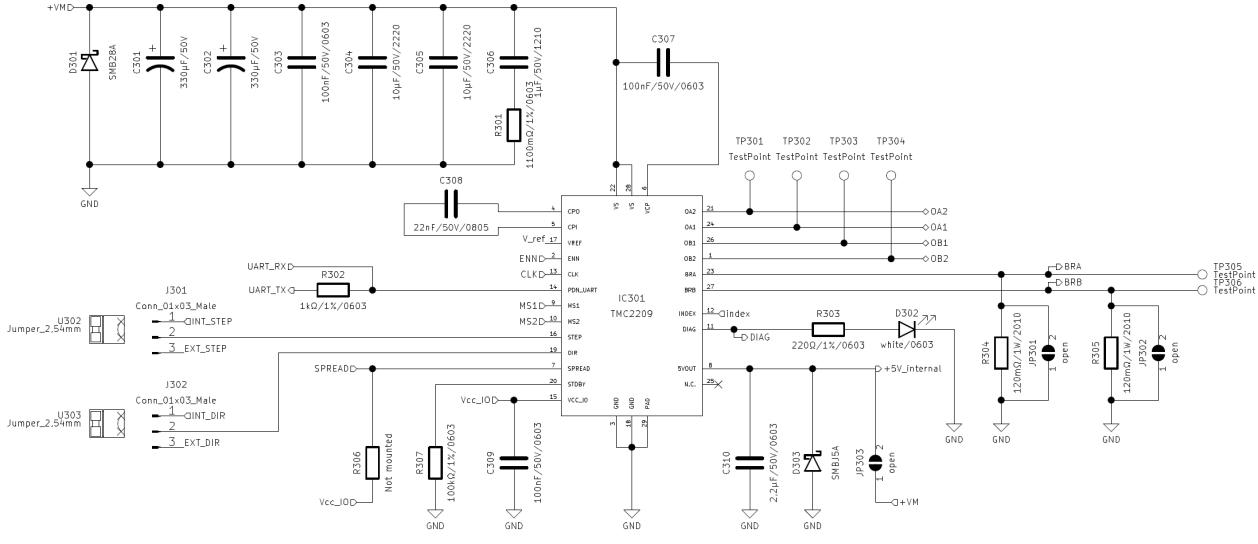 +VM
D301
SMB28A
C301
330µF/50V
C302
330µF/50V
C303
100nF/50V/0603
C304
10µF/50V/2220
C305
10µF/50V/2220
C306
1µF/50V/1210
R301
1100mΩ/1%/0603
GND
C307
100nF/50V/0603
TP301
TestPoint
TP302
TestPoint
TP303
TestPoint
TP304
TestPoint
C308
22nF/50V/0805
V_ref
ENN
CLK
UART_RX
UART_TX
R302
1kΩ/1%/0603
MS1
MS2
22
28
6
VS
VS
VCP
4
CPO
5
CPI
17
VREF
2
ENN
13
CLK
14
PDN_UART
9
MS1
10
MS2
16
STEP
19
DIR
7
SPREAD
20
STDBY
15
VCC_IO
IC301
TMC2209
OA2
21
OA1
24
OB1
26
OB2
1
BRA
23
BRB
27
INDEX
12
DIAG
11
5VOUT
8
N.C.
25
GND
GND
PAD
3
18
29
GND
OA2
OA1
OB1
OB2
BRA
BRB
TP305
TestPoint
TP306
TestPoint
index
DIAG
R303
220Ω/1%/0603
D302
white/0603
GND
R304
120mΩ/1W/2010
JP301
open
1
2
GND
R305
120mΩ/1W/2010
JP302
open
1
2
GND
+5V_internal
C310
2.2µF/50V/0603
GND
D303
SMBJ5A
GND
JP303
open
1
2
+VM
J301
Conn_01x03_Male
U302
Jumper_2.54mm
1
INT_STEP
2
3
EXT_STEP
J302
Conn_01x03_Male
U303
Jumper_2.54mm
1
INT_DIR
2
3
EXT_DIR
SPREAD
R306
Not mounted
Vcc_IO
R307
100kΩ/1%/0603
GND
Vcc_IO
C309
100nF/50V/0603
GND